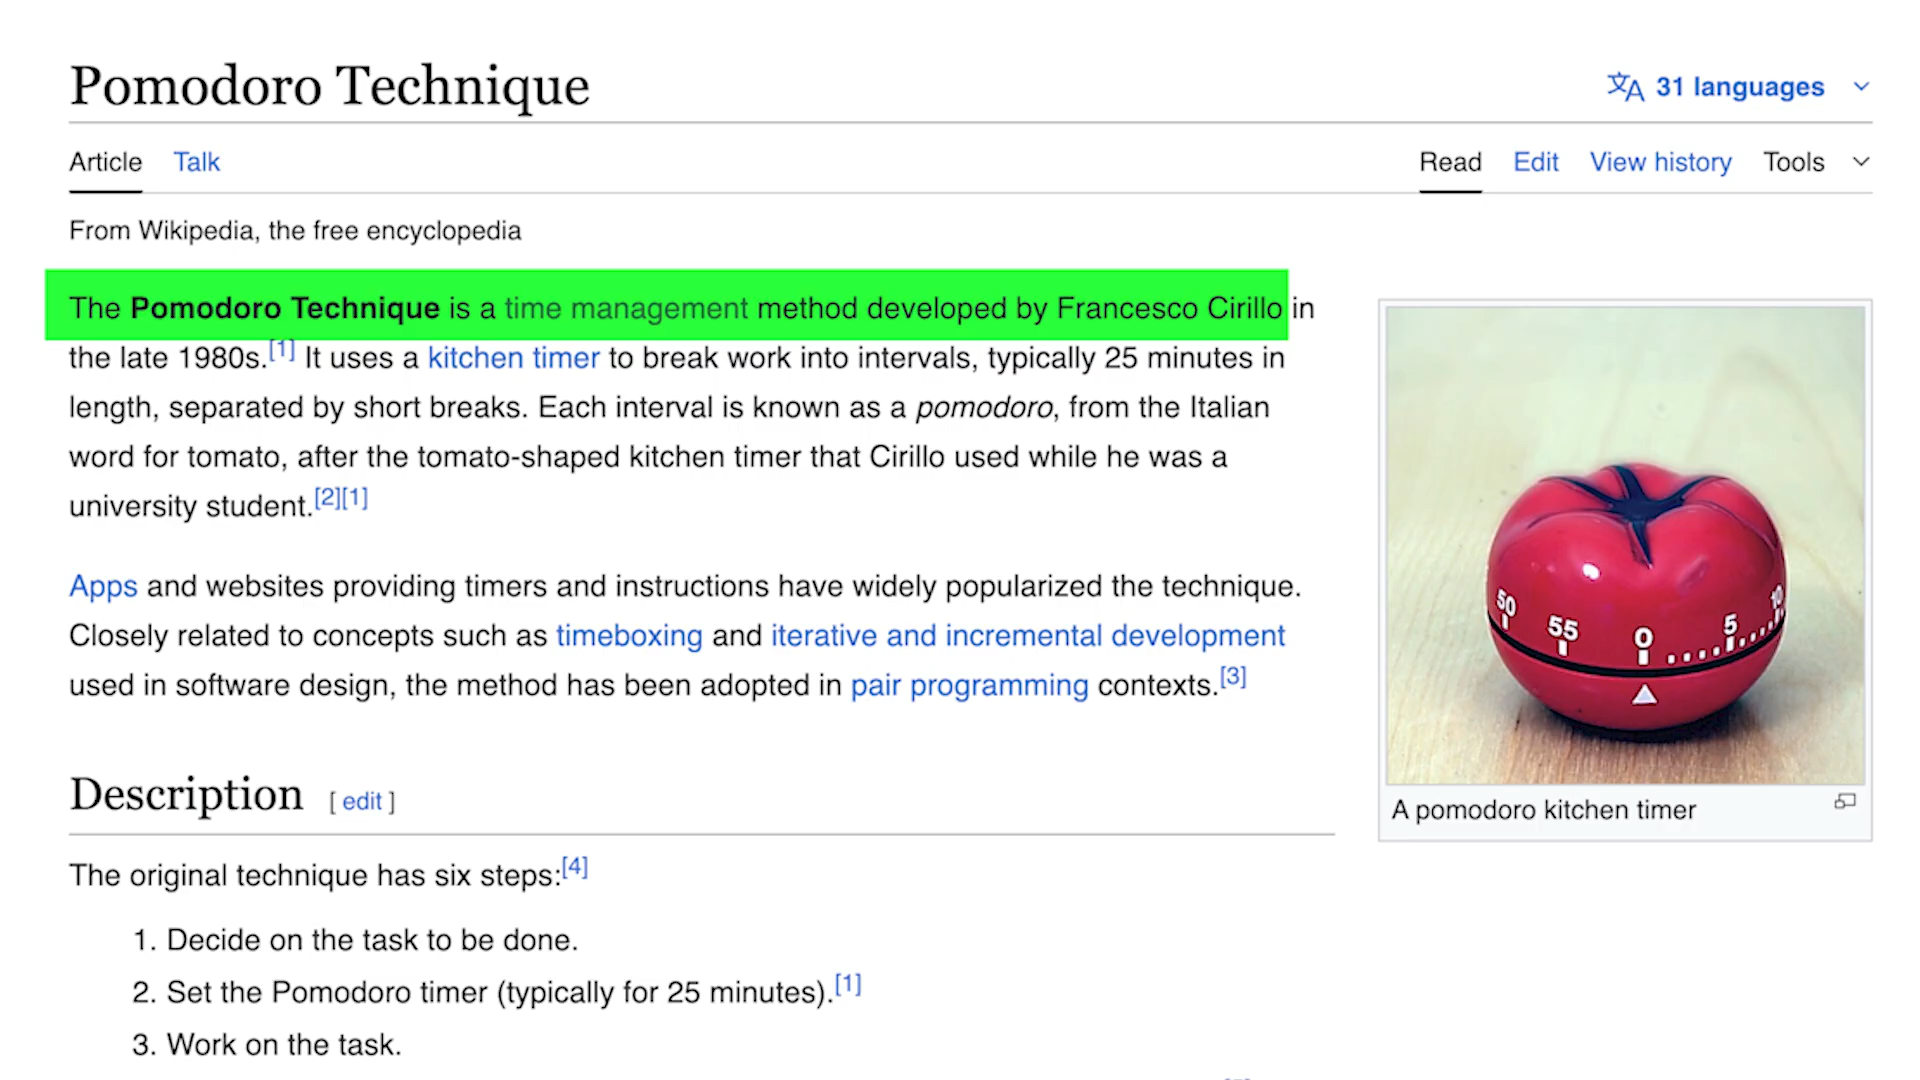 Pomodoro Technique
31 languages
Article Talk
Read Edit View history Tools
From Wikipedia, the free encyclopedia
The Pomodoro Technique is a time management method developed by Francesco Cirillo in
the late 1980s.[1] It uses a kitchen timer to break work into intervals, typically 25 minutes in
length, separated by short breaks. Each interval is known as a pomodoro, from the Italian
word for tomato, after the tomato-shaped kitchen timer that Cirillo used while he was a
university student.[2][1]
Apps and websites providing timers and instructions have widely popularized the technique.
Closely related to concepts such as timeboxing and iterative and incremental development
used in software design, the method has been adopted in pair programming contexts.[3]
50 55 0 5 10
A pomodoro kitchen timer
Description [ edit ]
The original technique has six steps:[4]
1. Decide on the task to be done.
2. Set the Pomodoro timer (typically for 25 minutes).[1]
3. Work on the task.